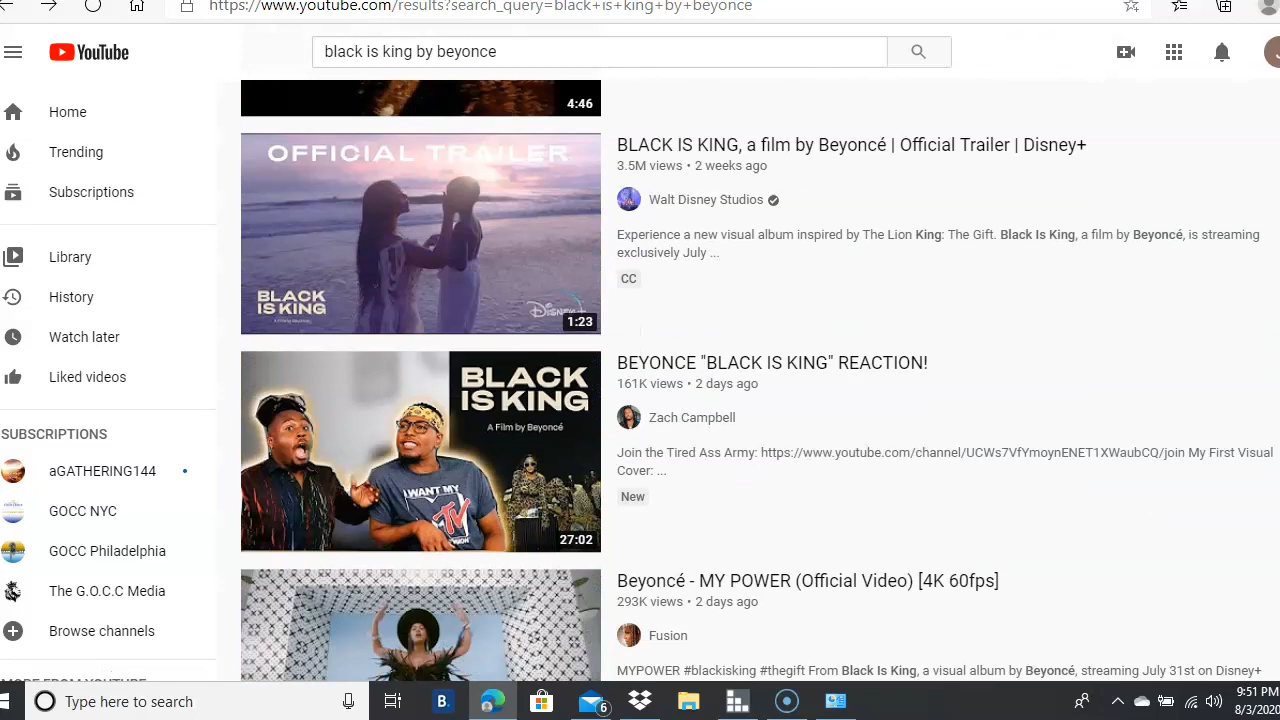 https://www.youtube.com/results?search_query=black+is+king+by+beyonce
YouTube
black is king by beyonce
Home
Trending
Subscriptions
Library
History
Watch later
Liked videos
SUBSCRIPTIONS
aGATHERING144
GOCC NYC
GOCC Philadelphia
The G.O.C.C Media
Browse channels
MORE FROM YOUTUBE
4:46
OFFICIAL TRAILER
BLACK
IS KING
Disney+
1:23
BLACK IS KING, a film by Beyoncé | Official Trailer | Disney+
3.5M views • 2 weeks ago
Walt Disney Studios
Experience a new visual album inspired by The Lion King: The Gift. Black Is King, a film by Beyoncé, is streaming
exclusively July ...
CC
BLACK
IS KING
A Film by Beyoncé
I WANT MY
TV
27:02
BEYONCE "BLACK IS KING" REACTION!
161K views • 2 days ago
Zach Campbell
Join the Tired Ass Army: https://www.youtube.com/channel/UCWs7VfYmoynENET1XWaubCQ/join My First Visual
Cover: ...
New
Beyoncé - MY POWER (Official Video) [4K 60fps]
293K views • 2 days ago
Fusion
MYPOWER #blackisking #thegift From Black Is King, a visual album by Beyoncé, streaming July 31st on Disney+
Type here to search
B.
6
9:51 PM
8/3/2020